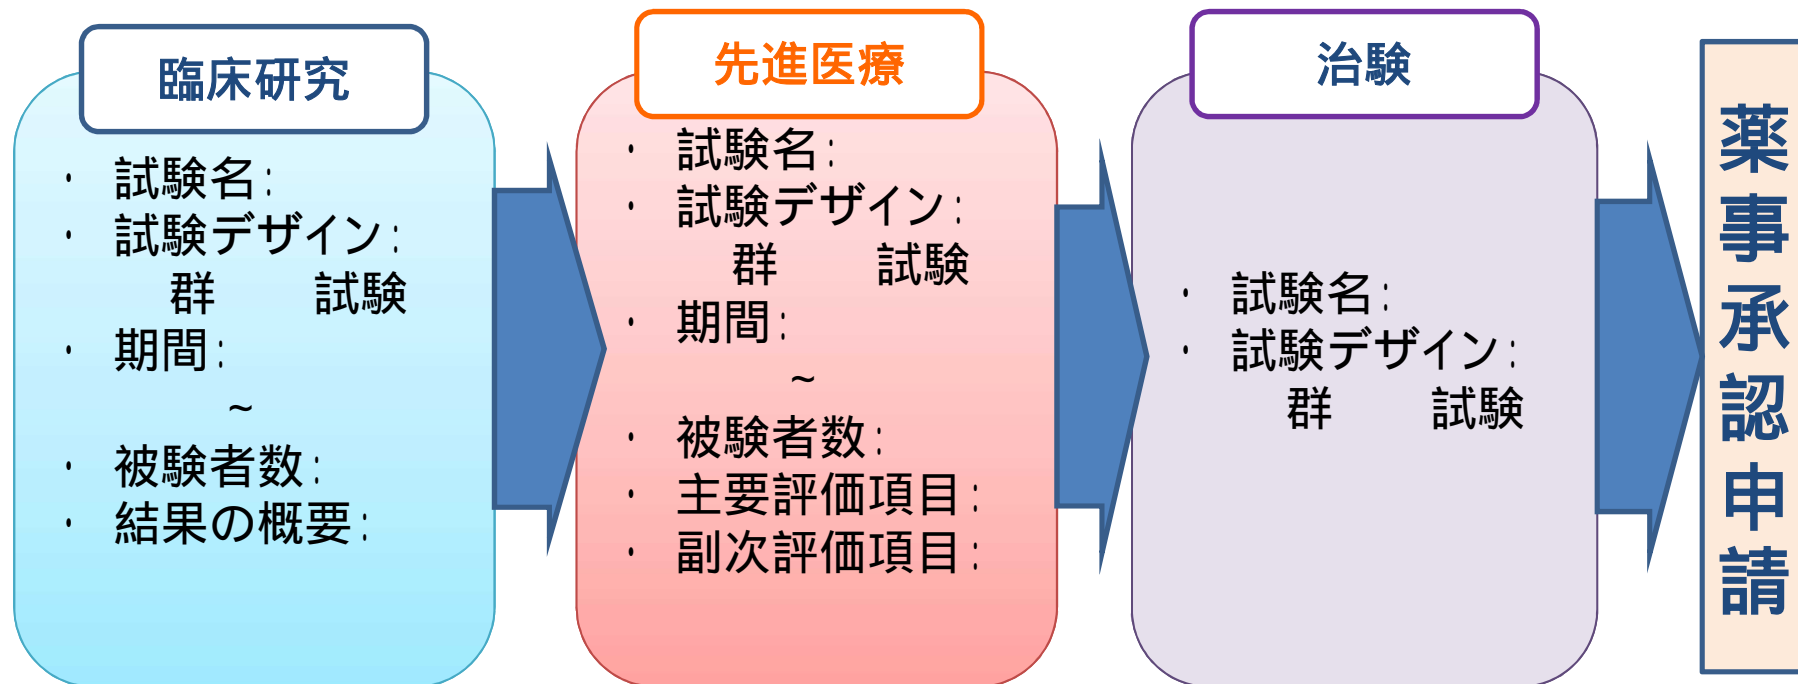 臨床研究
・ 試験名:
・ 試験デザイン:
群 試験
・ 期間:
~
・ 被験者数:
・ 結果の概要:
先進医療
・ 試験名:
・ 試験デザイン:
群 試験
・ 期間:
~
・ 被験者数:
・ 主要評価項目:
・ 副次評価項目:
治験
・ 試験名:
・ 試験デザイン:
群 試験
薬事承認申請